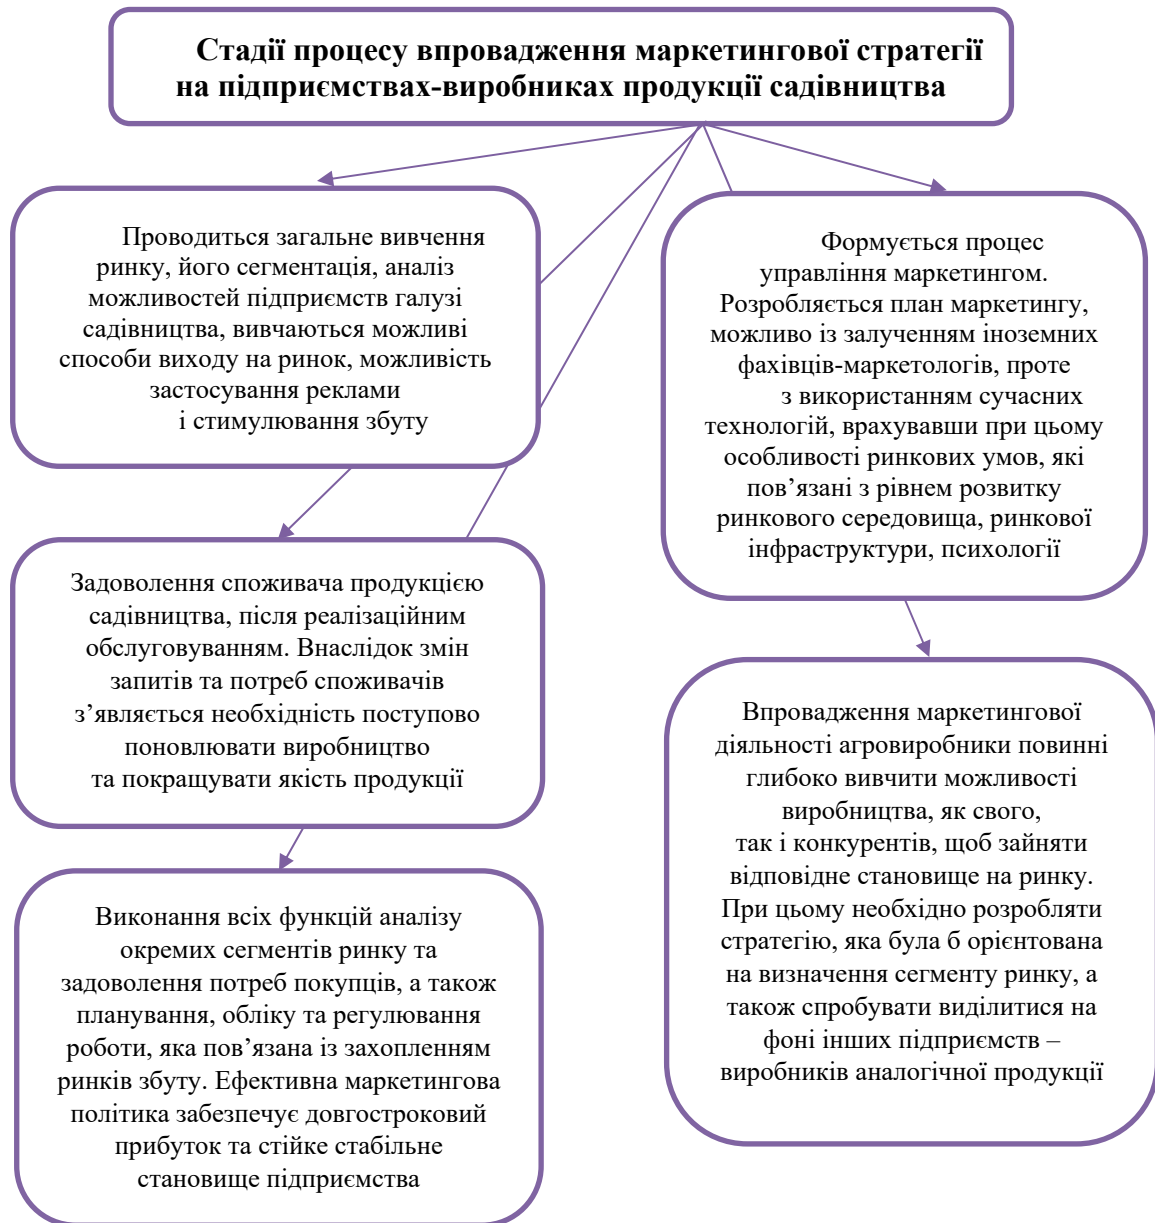 Стадії процесу впровадження маркетингової стратегії
на підприємствах-виробниках продукції садівництва
Проводиться загальне вивчення
ринку, його сегментація, аналіз
можливостей підприємств галузі
садівництва, вивчаються можливі
способи виходу на ринок, можливість
застосування реклами
і стимулювання збуту
Формується процес
управління маркетингом.
Розробляється план маркетингу,
можливо із залученням іноземних
фахівців-маркетологів, проте
з використанням сучасних
технологій, врахувавши при цьому
особливості ринкових умов, які
пов’язані з рівнем розвитку
ринкового середовища, ринкової
інфраструктури, психології
Задоволення споживача продукцією
садівництва, після реалізаційним
обслуговуванням. Внаслідок змін
запитів та потреб споживачів
з’являється необхідність поступово
поновлювати виробництво
та покращувати якість продукції
Впровадження маркетингової
діяльності агровиробники повинні
глибоко вивчити можливості
виробництва, як свого,
так і конкурентів, щоб зайняти
відповідне становище на ринку.
При цьому необхідно розробляти
стратегію, яка була б орієнтована
на визначення сегменту ринку, а
також спробувати виділитися на
фоні інших підприємств –
виробників аналогічної продукції
Виконання всіх функцій аналізу
окремих сегментів ринку та
задоволення потреб покупців, а також
планування, обліку та регулювання
роботи, яка пов’язана із захопленням
ринків збуту. Ефективна маркетингова
політика забезпечує довгостроковий
прибуток та стійке стабільне
становище підприємства